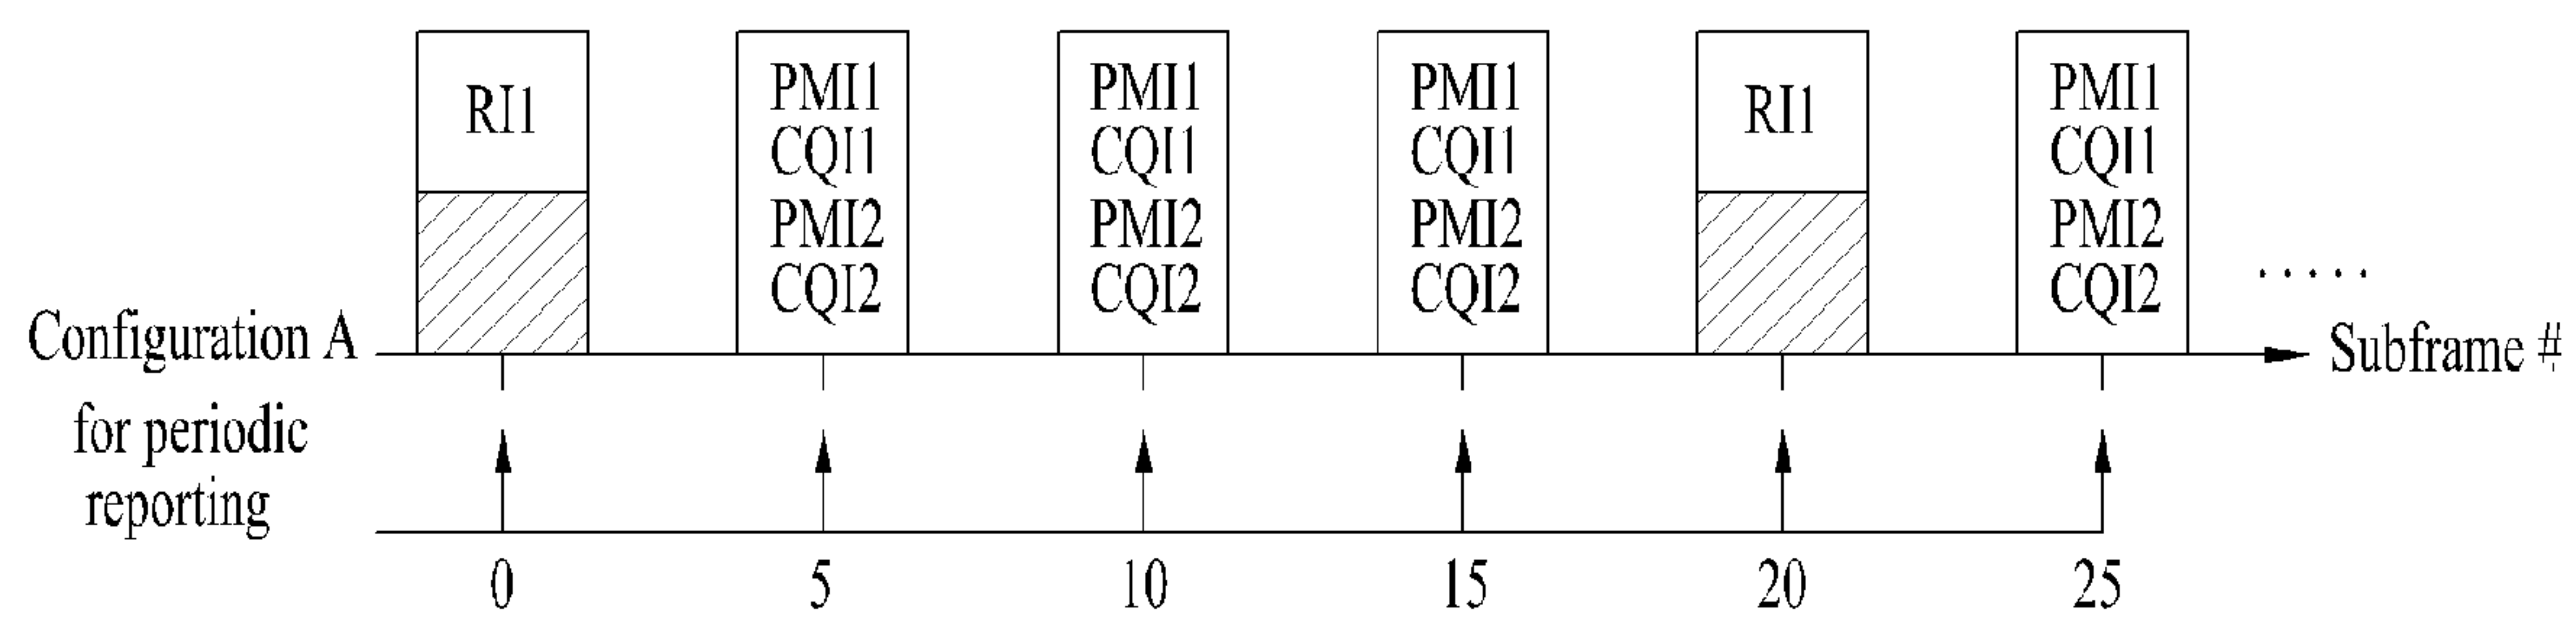 RI1
PMI1
CQI1
PMI2
CQI2
PMI1
CQI1
PMI2
CQI2
PMI1
CQI1
PMI2
CQI2
RI1
PMI1
CQI1
PMI2
CQI2
.....
Configuration A
for periodic
reporting
Subframe #
0 5 10 15 20 25